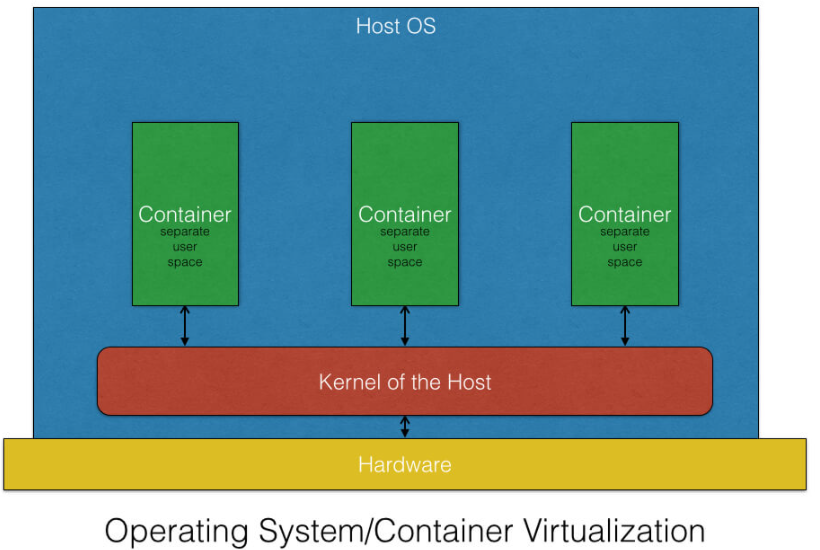 Host OS
Container
separate
user
space
Container
separate
user
space
Container
separate
user
space
Kernel of the Host
Hardware
Operating System/Container Virtualization